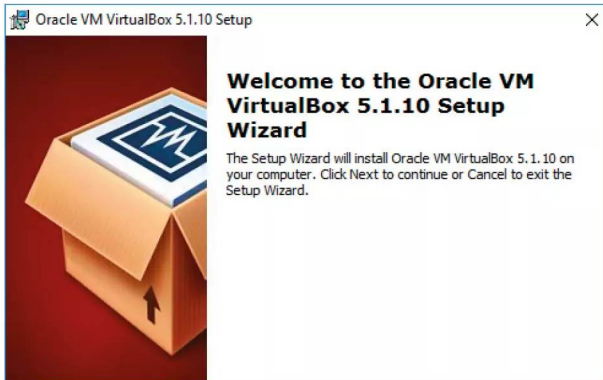 Oracle VM VirtualBox 5.1.10 Setup
Welcome to the Oracle VM
VirtualBox 5.1.10 Setup
Wizard
The Setup Wizard will install Oracle VM VirtualBox 5.1.10 on
your computer. Click Next to continue or Cancel to exit the
Setup Wizard.